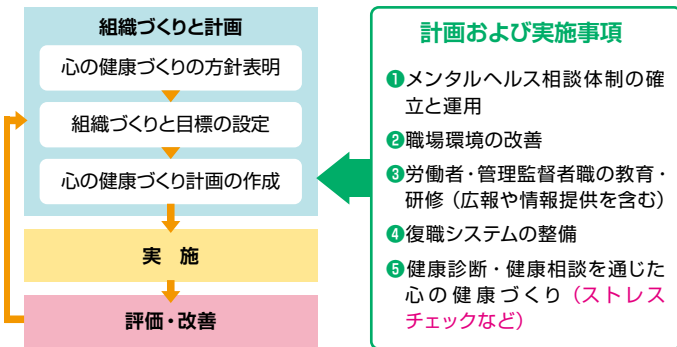 組織づくりと計画
心の健康づくりの方針表明
組織づくりと目標の設定
心の健康づくり計画の作成
実 施
評価・改善
計画および実施事項
❶メンタルヘルス相談体制の確
立と運用
❷職場環境の改善
❸労働者・管理監督者職の教育・
研修（広報や情報提供を含む）
❹復職システムの整備
❺健康診断・健康相談を通じた
心の健康づくり（ストレス
チェックなど）